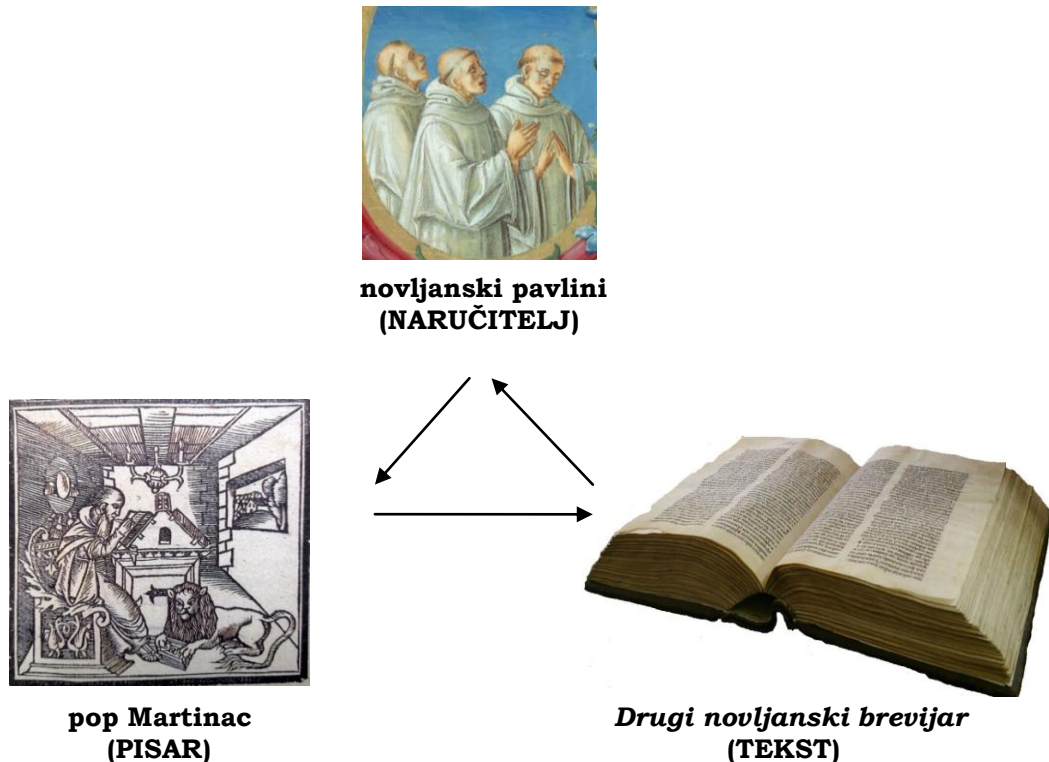 novljanski pavlini
(NARUČITELJ)
pop Martinac
(PISAR)
Drugi novljanski brevijar
(TEKST)